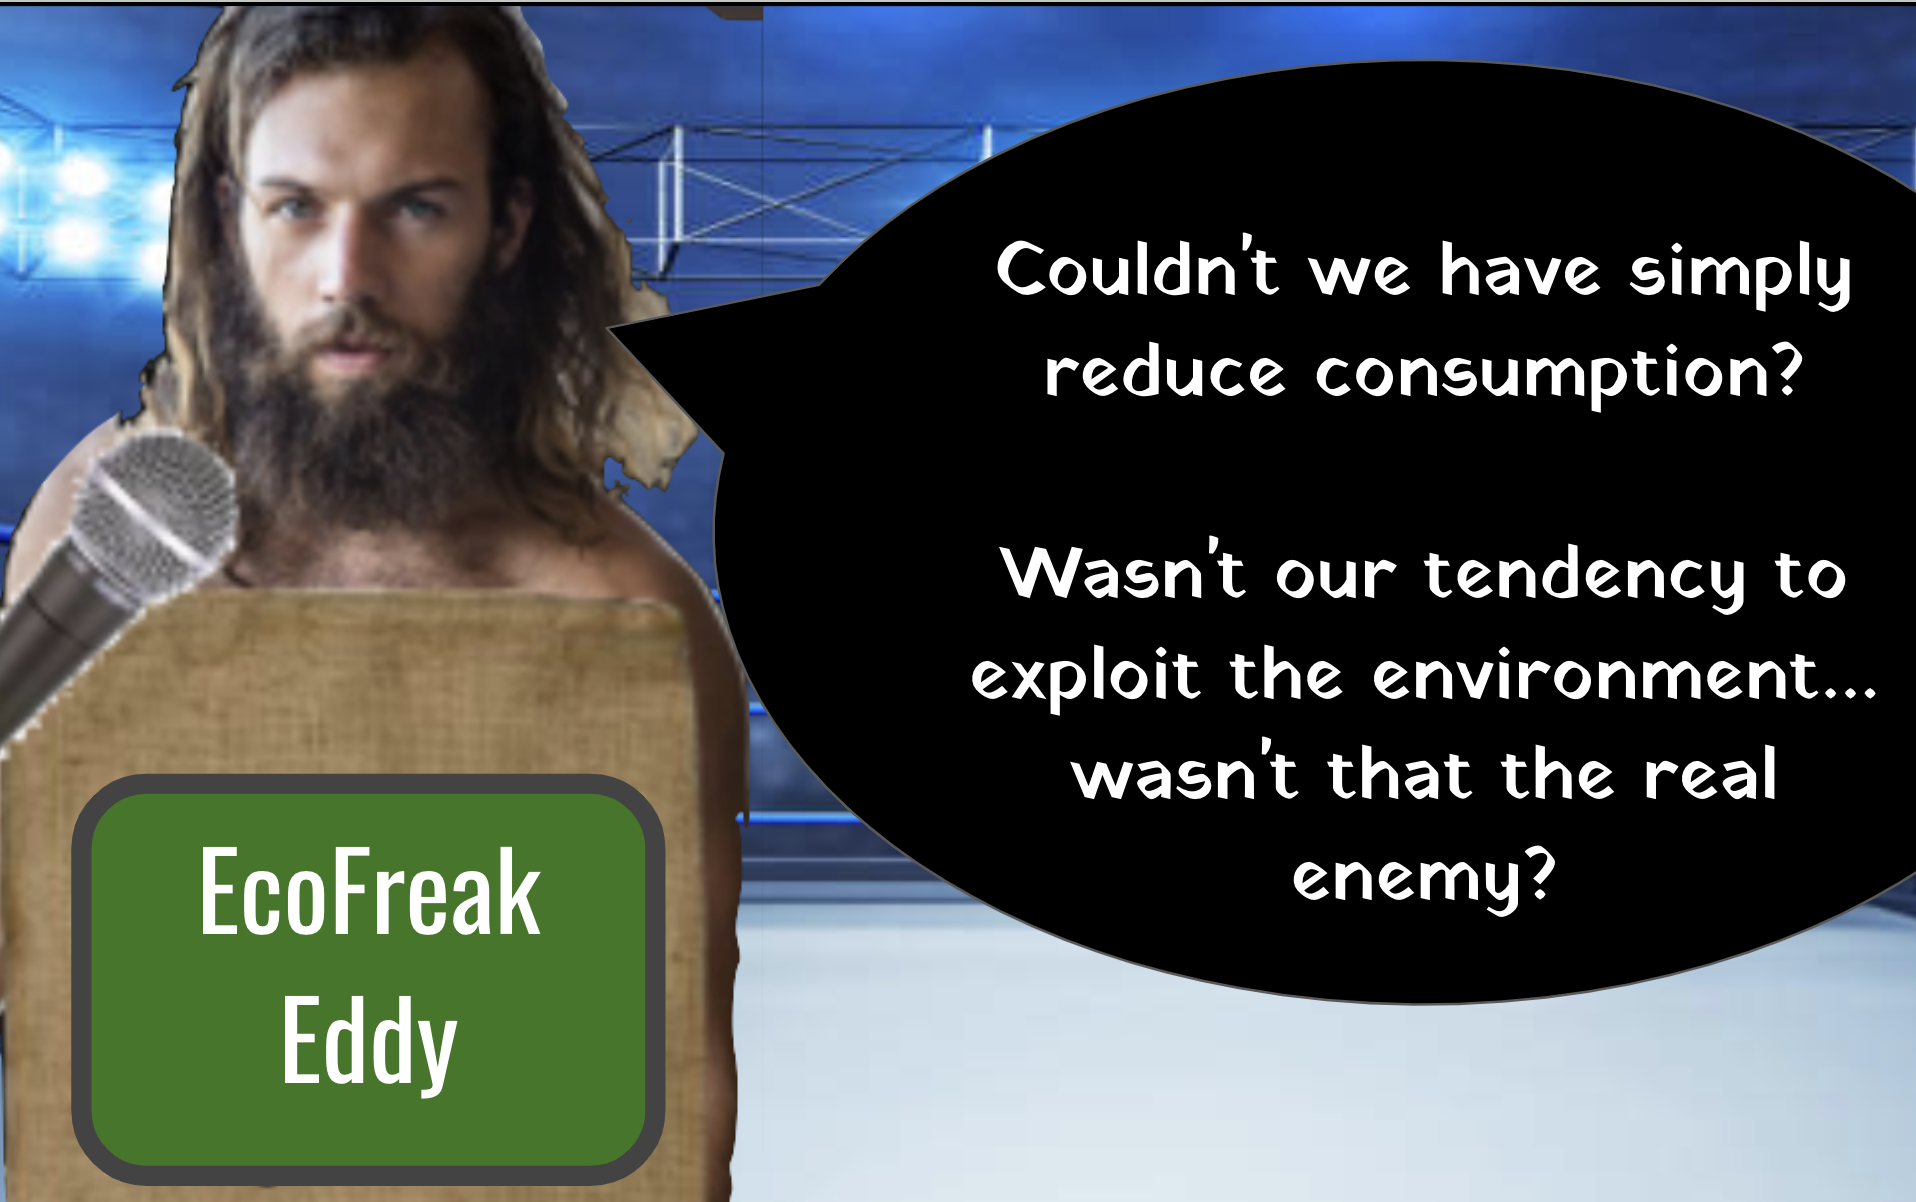 Couldn't we have simply
reduce consumption?
Wasn't our tendency to
exploit the environment...
wasn't that the real
enemy?
EcoFreak
Eddy